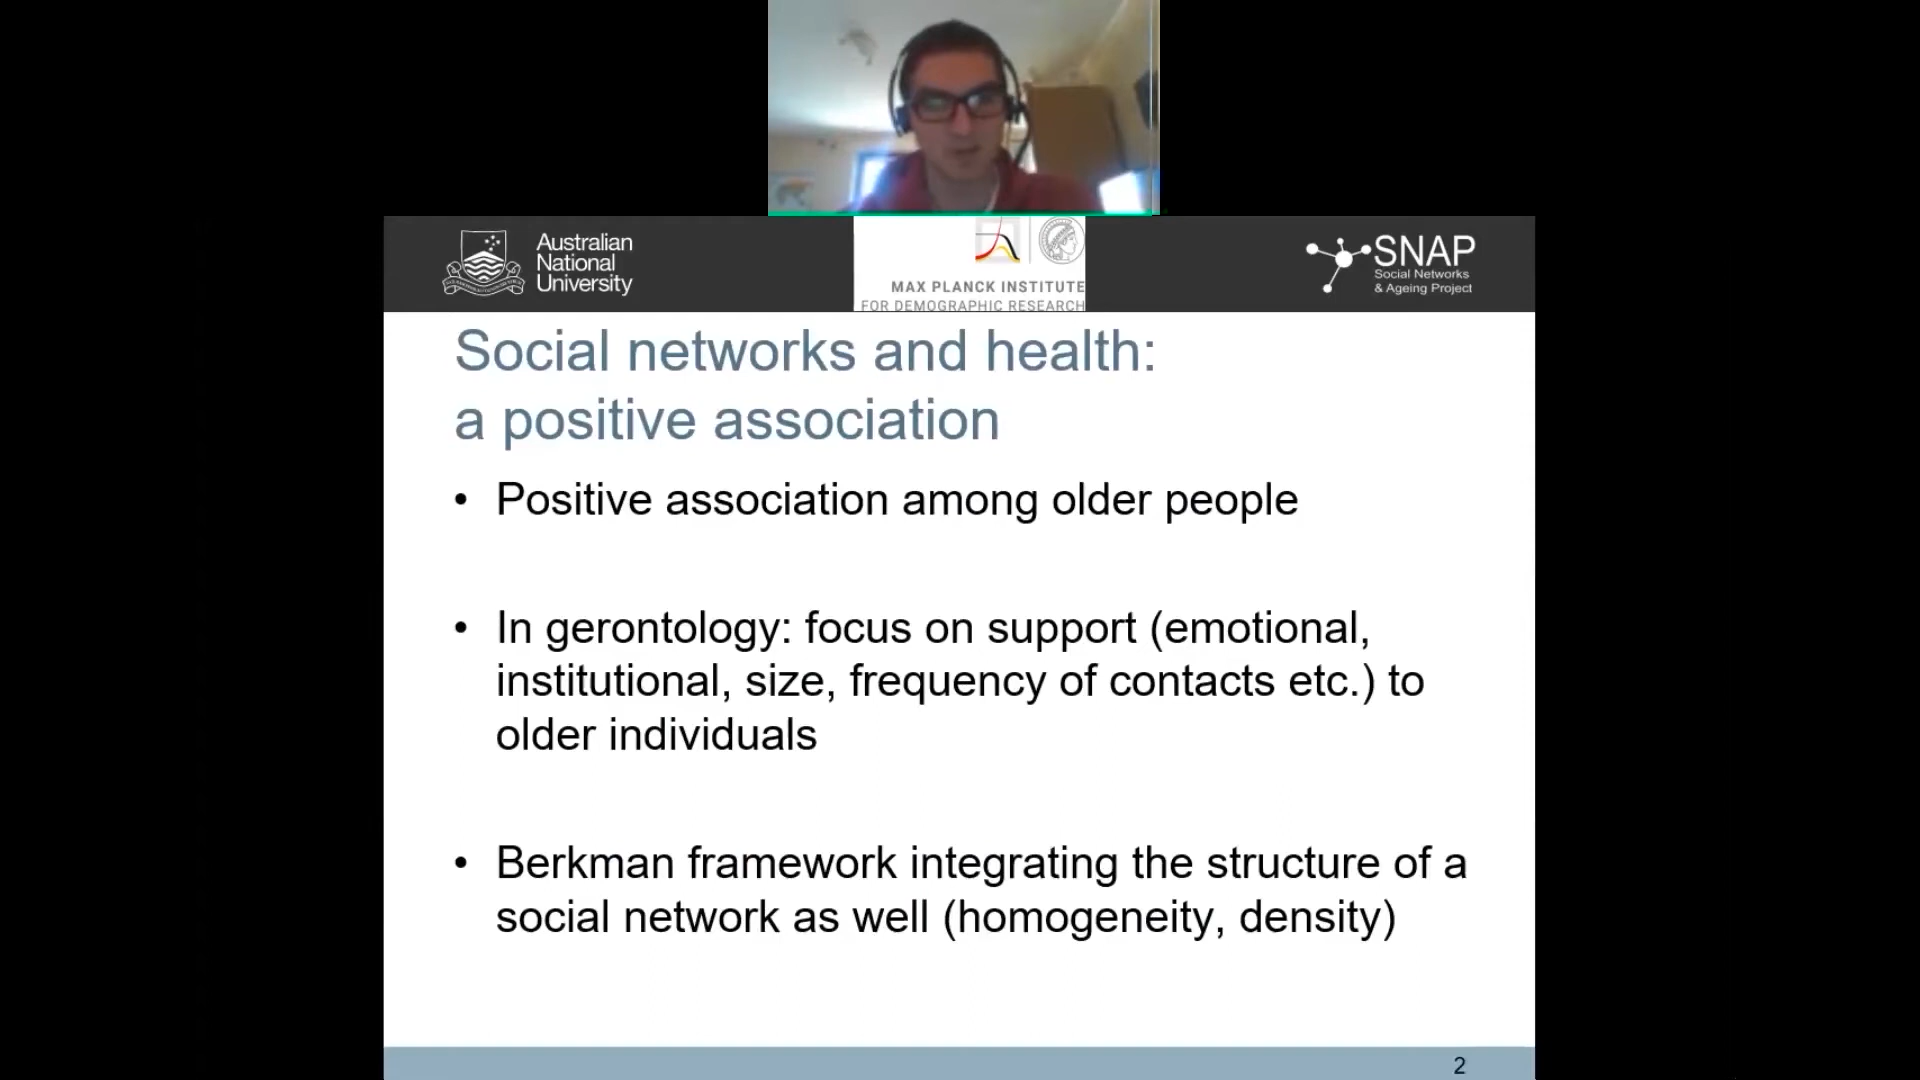 Australian
National
University
MAX PLANCK INSTITUTE
FOR DEMOGRAPHIC RESEARCH
SNAP
Social Networks
& Ageing Project
Social networks and health:
a positive association
• Positive association among older people
• In gerontology: focus on support (emotional,
institutional, size, frequency of contacts etc.) to
older individuals
• Berkman framework integrating the structure of a
social network as well (homogeneity, density)
2